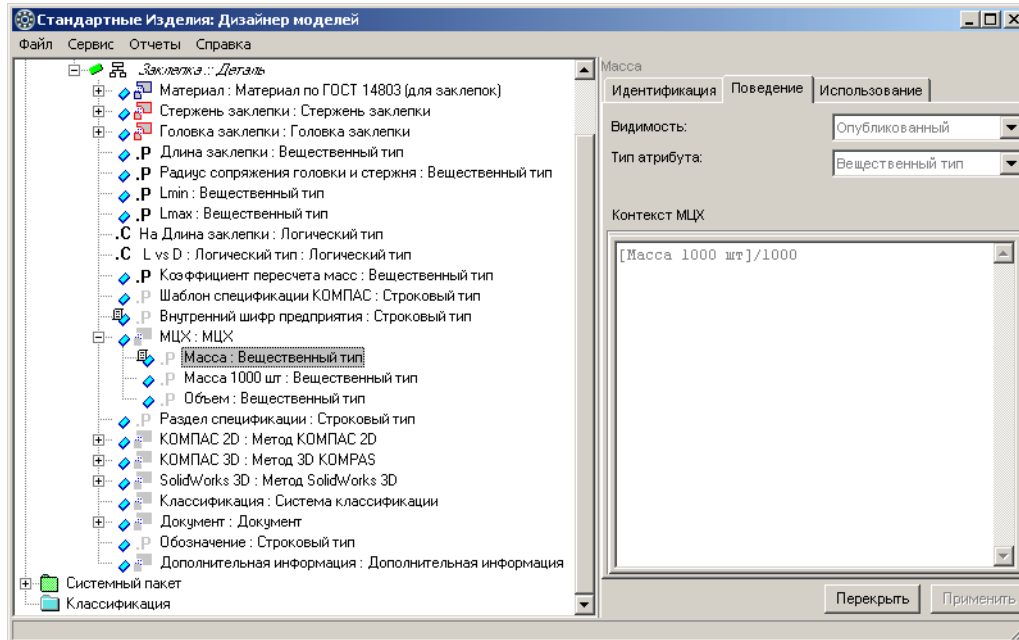 Стандартные Изделия: Дизайнер моделей
Файл Сервис Отчеты Справка
Заклепка :: Деталь
Материал : Материал по ГОСТ 14803 (для заклепок)
Стержень заклепки : Стержень заклепки
Головка заклепки : Головка заклепки
.P Длина заклепки : Вещественный тип
.P Радиус сопряжения головки и стержня : Вещественный тип
.P Lmin : Вещественный тип
.P Lmax : Вещественный тип
.C На Длина заклепки : Логический тип
.C L vs D : Логический тип : Логический тип
.P Коэффициент пересчета масс : Вещественный тип
.P Шаблон спецификации КОМПАС : Строковый тип
.P Внутренний шифр предприятия : Строковый тип
МЦХ : МЦХ
.P Масса : Вещественный тип
.P Масса 1000 шт : Вещественный тип
.P Объем : Вещественный тип
.P Раздел спецификации : Строковый тип
КОМПАС 2D : Метод КОМПАС 2D
КОМПАС 3D : Метод 3D KOMPAS
SolidWorks 3D : Метод SolidWorks 3D
Классификация : Система классификации
Документ : Документ
.P Обозначение : Строковый тип
Дополнительная информация : Дополнительная информация
Системный пакет
Классификация
Масса
Идентификация Поведение Использование
Видимость: Опубликованный
Тип атрибута: Вещественный тип
Контекст МЦХ
[Масса 1000 шт]/1000
Перекрыть Применить